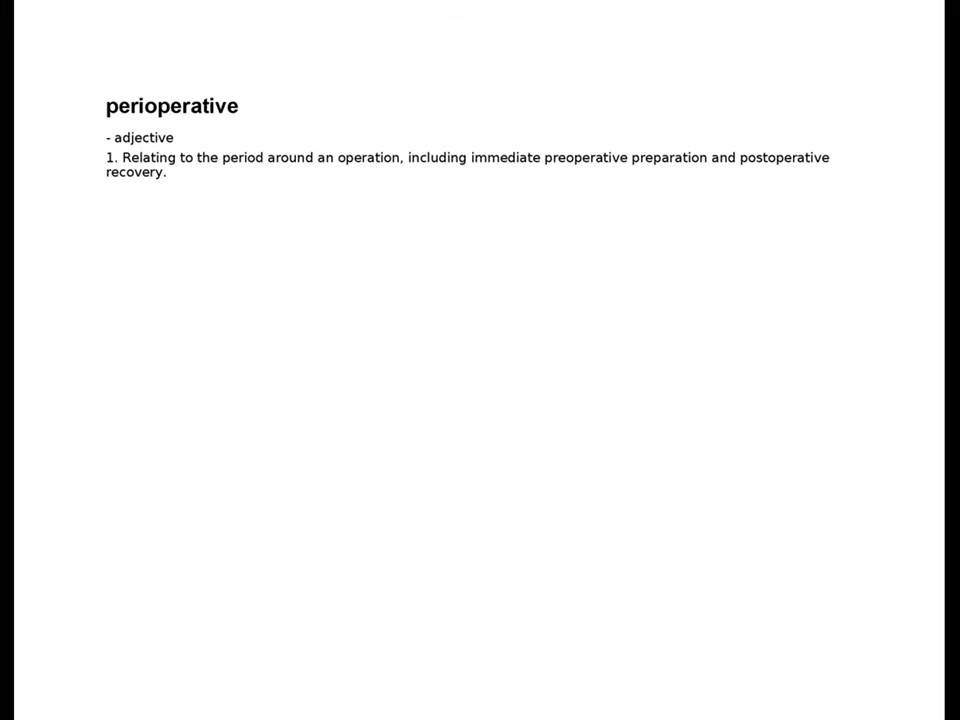 perioperative
- adjective
1. Relating to the period around an operation, including immediate preoperative preparation and postoperative
recovery.